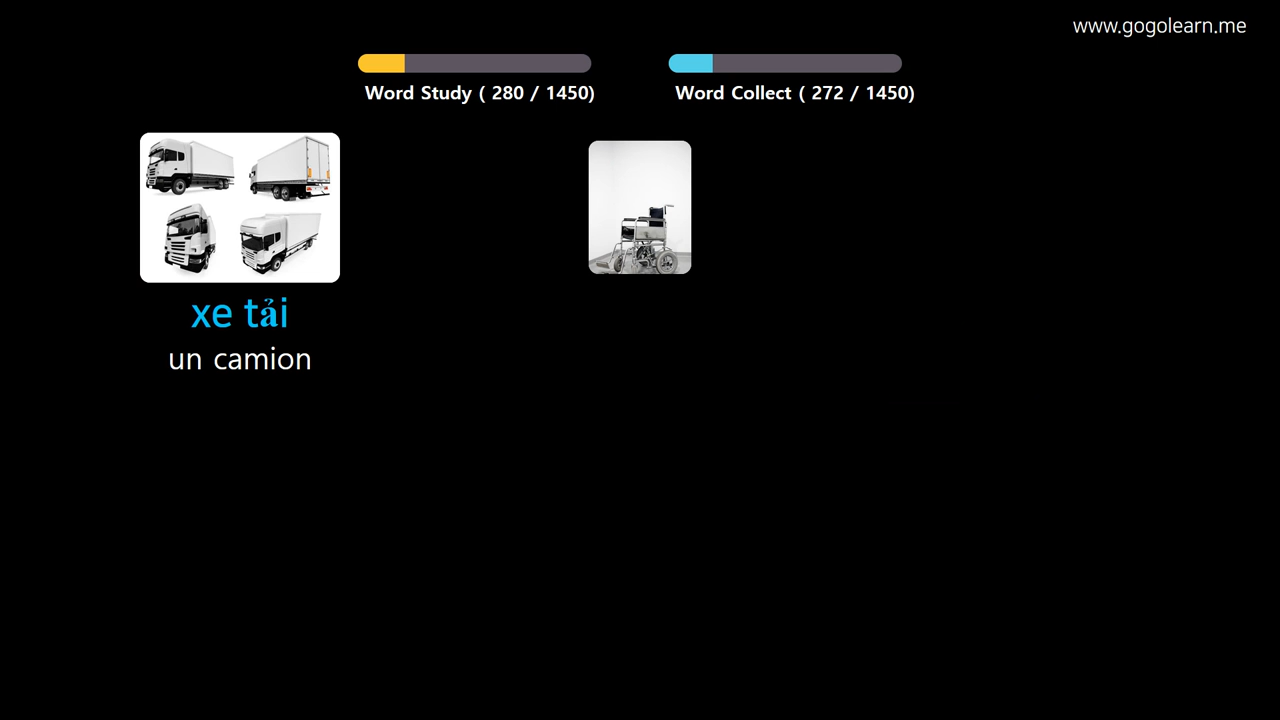 www.gogolearn.me
Word Study ( 280 / 1450)
Word Collect ( 272 / 1450)
xe tải
un camion